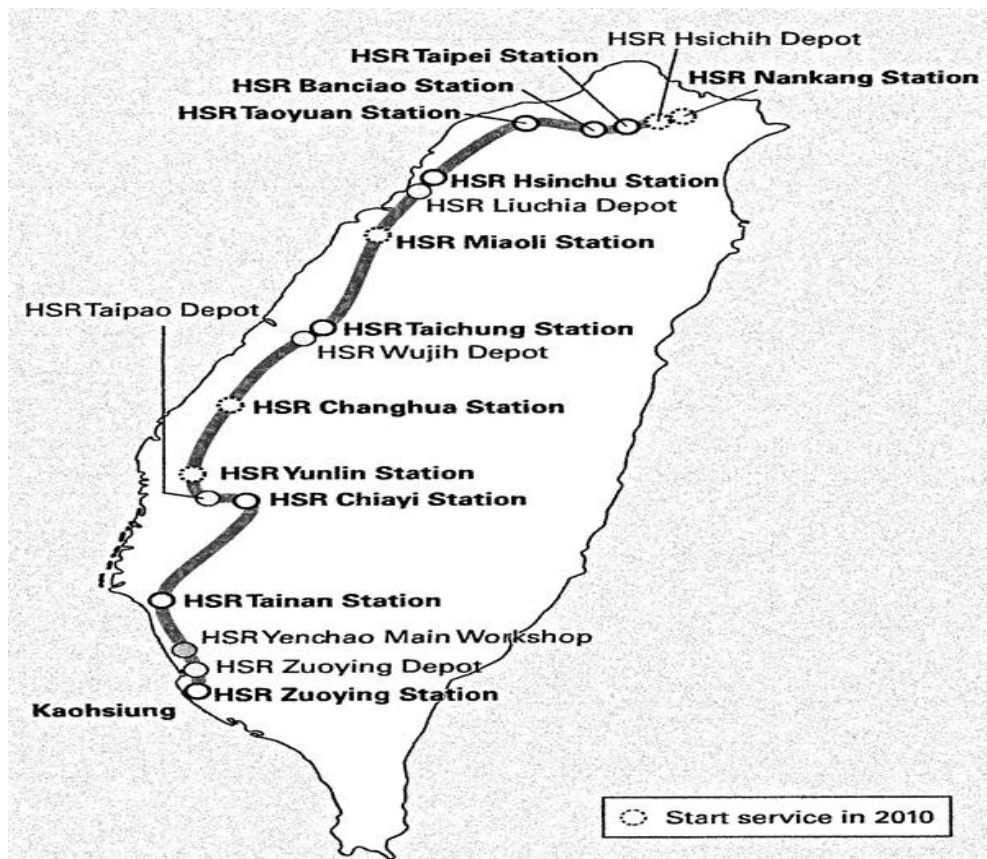 HSR Hsichih Depot
HSR Taipei Station
HSR Nankang Station
HSR Banciao Station
HSR Taoyuan Station
HSR Hsinchu Station
HSR Liuchia Depot
HSR Miaoli Station
HSR Taipao Depot
HSR Taichung Station
HSR Wujih Depot
HSR Changhua Station
HSR Yunlin Station
HSR Chiayi Station
HSR Tainan Station
HSR Yenchao Main Workshop
HSR Zuoying Depot
HSR Zuoying Station
Kaohsiung
Start service in 2010